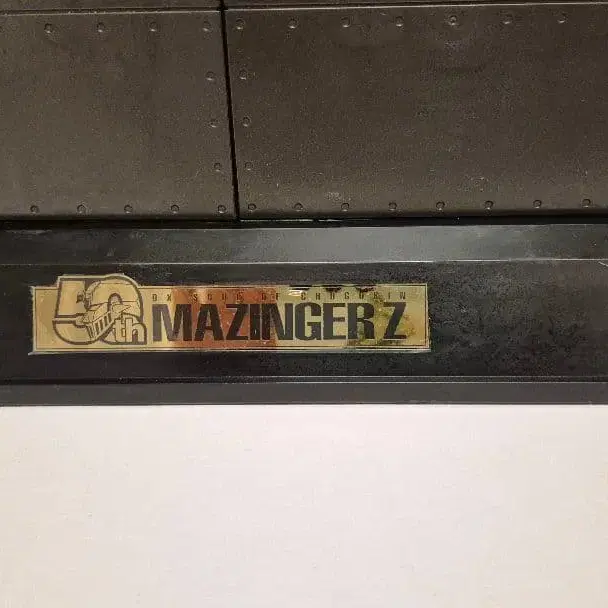 50th
DX SOUL OF CHOGOKIN
MAZINGER Z